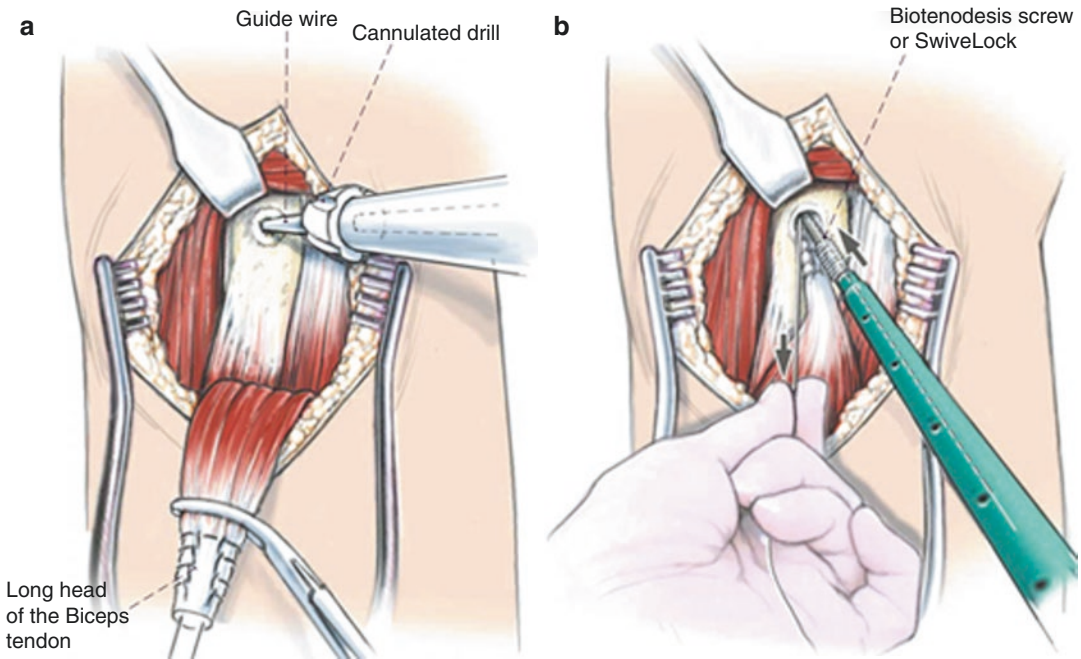 a
Guide wire
Cannulated drill
b
Biotenodesis screw
or SwiveLock
Long head
of the Biceps
tendon